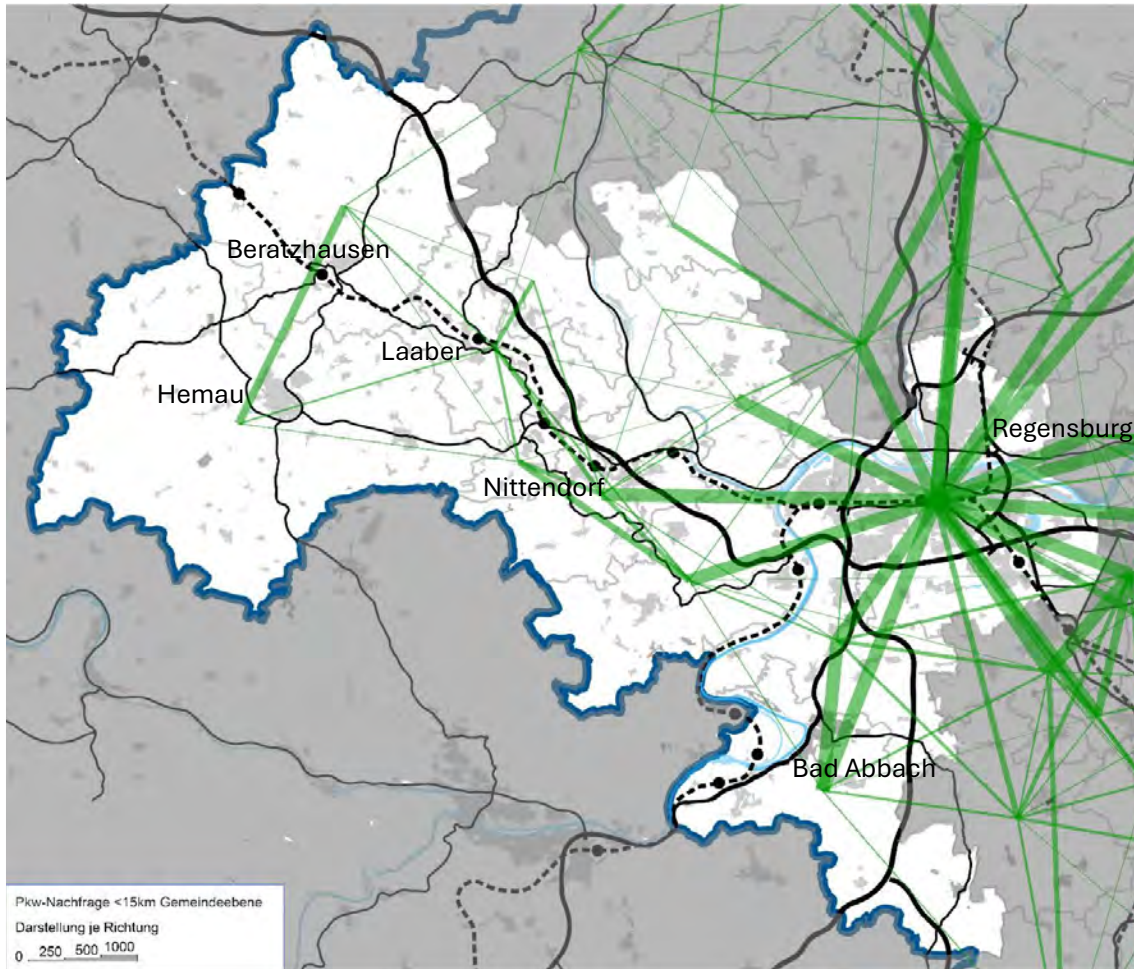 Beratzhausen
Laaber
Hemau
Regensburg
Nittendorf
Bad Abbach
Pkw-Nachfrage <15km Gemeindeebene
Darstellung je Richtung
0 250 500 1000